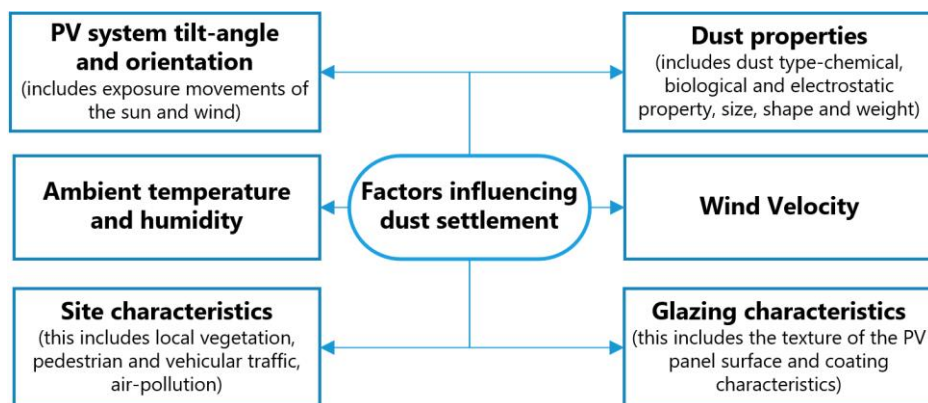 PV system tilt-angle
and orientation
(includes exposure movements of
the sun and wind)
Dust properties
(includes dust type-chemical,
biological and electrostatic
property, size, shape and weight)
Ambient temperature
and humidity
Factors influencing
dust settlement
Wind Velocity
Site characteristics
(this includes local vegetation,
pedestrian and vehicular traffic,
air-pollution)
Glazing characteristics
(this includes the texture of the PV
panel surface and coating
characteristics)